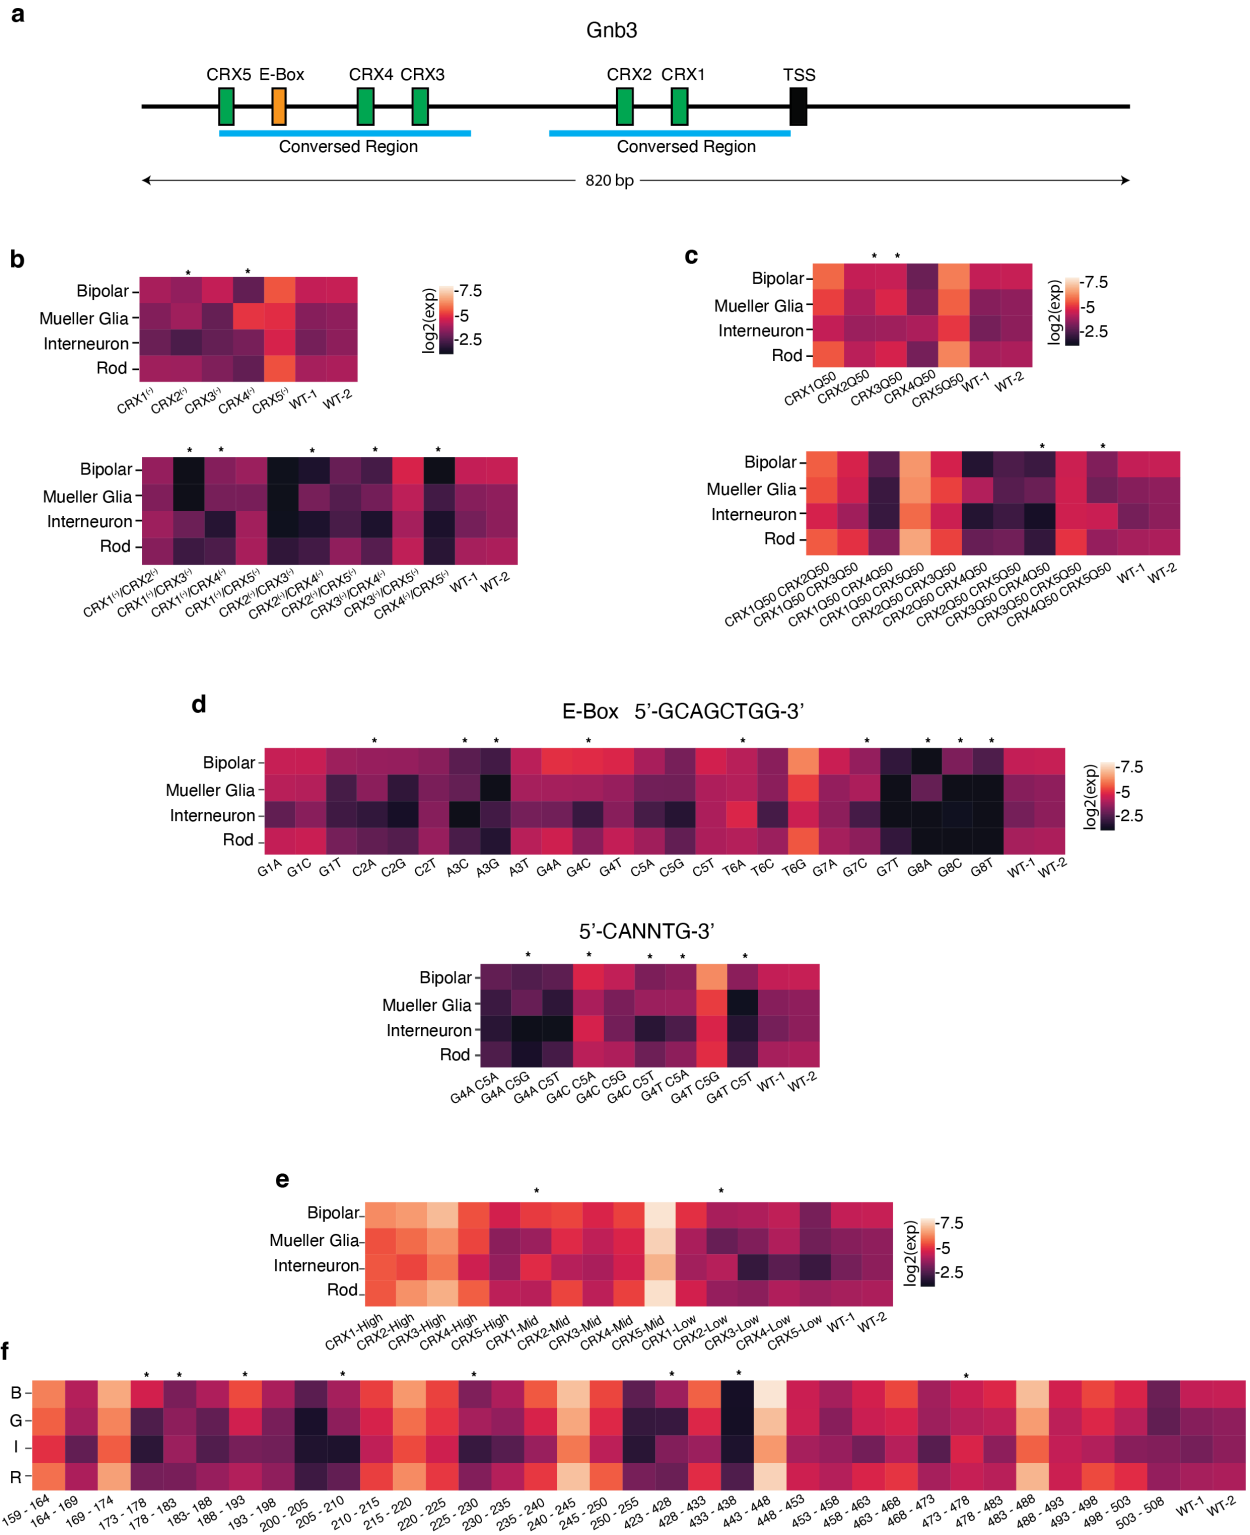 a
Gnb3
CRX5 E-Box CRX4 CRX3 CRX2 CRX1 TSS
Conversed Region Conversed Region
820 bp
b
* *
Bipolar
Mueller Glia
Interneuron
Rod
CRX1(-) CRX2(-) CRX3(-) CRX4(-) CRX5(-) WT-1 WT-2
log2(exp)
-7.5
-5
-2.5
* * * * *
Bipolar
Mueller Glia
Interneuron
Rod
CRX1(-)/CRX2(-) CRX1(-)/CRX3(-) CRX1(-)/CRX4(-) CRX1(-)/CRX5(-) CRX2(-)/CRX3(-) CRX2(-)/CRX4(-) CRX2(-)/CRX5(-) CRX3(-)/CRX4(-) CRX3(-)/CRX5(-) CRX4(-)/CRX5(-) WT-1 WT-2
c
* *
Bipolar
Mueller Glia
Interneuron
Rod
CRX1Q50 CRX2Q50 CRX3Q50 CRX4Q50 CRX5Q50 WT-1 WT-2
log2(exp)
-7.5
-5
-2.5
* *
Bipolar
Mueller Glia
Interneuron
Rod
CRX1Q50 CRX2Q50 CRX1Q50 CRX3Q50 CRX1Q50 CRX4Q50 CRX1Q50 CRX5Q50 CRX2Q50 CRX3Q50 CRX2Q50 CRX4Q50 CRX2Q50 CRX5Q50 CRX3Q50 CRX4Q50 CRX3Q50 CRX5Q50 CRX4Q50 CRX5Q50 WT-1 WT-2
d
E-Box 5'-GCAGCTGG-3'
* * * * * * * * *
Bipolar
Mueller Glia
Interneuron
Rod
G1A G1C G1T C2A C2G C2T A3C A3G A3T G4A G4C G4T C5A C5G C5T T6A T6C T6G G7A G7C G7T G8A G8C G8T WT-1 WT-2
log2(exp)
-7.5
-5
-2.5
5'-CANNTG-3'
* * * * *
Bipolar
Mueller Glia
Interneuron
Rod
G4A C5A G4A C5G G4A C5T G4C C5A G4C C5G G4C C5T G4T C5A G4T C5G G4T C5T WT-1 WT-2
e
* *
Bipolar
Mueller Glia
Interneuron
Rod
CRX1-High CRX2-High CRX3-High CRX4-High CRX5-High CRX1-Mid CRX2-Mid CRX3-Mid CRX4-Mid CRX5-Mid CRX1-Low CRX2-Low CRX3-Low CRX4-Low CRX5-Low WT-1 WT-2
log2(exp)
-7.5
-5
-2.5
f
* * * * * * * *
B
G
I
R
159 - 164 164 -169 169 - 174 173 - 178 178 - 183 183- 188 188 - 193 193 - 198 200 - 205 205 - 210 210 - 215 215 - 220 220 - 225 225 - 230 230 - 235 235 - 240 240 - 245 245 - 250 250 - 255 423 - 428 428 - 433 433 - 438 443 - 448 448 - 453 453 - 458 458 - 463 463 - 468 468 - 473 473 - 478 478 - 483 483 - 488 488 - 493 493 - 498 498 - 503 503 - 508 WT-1 WT-2